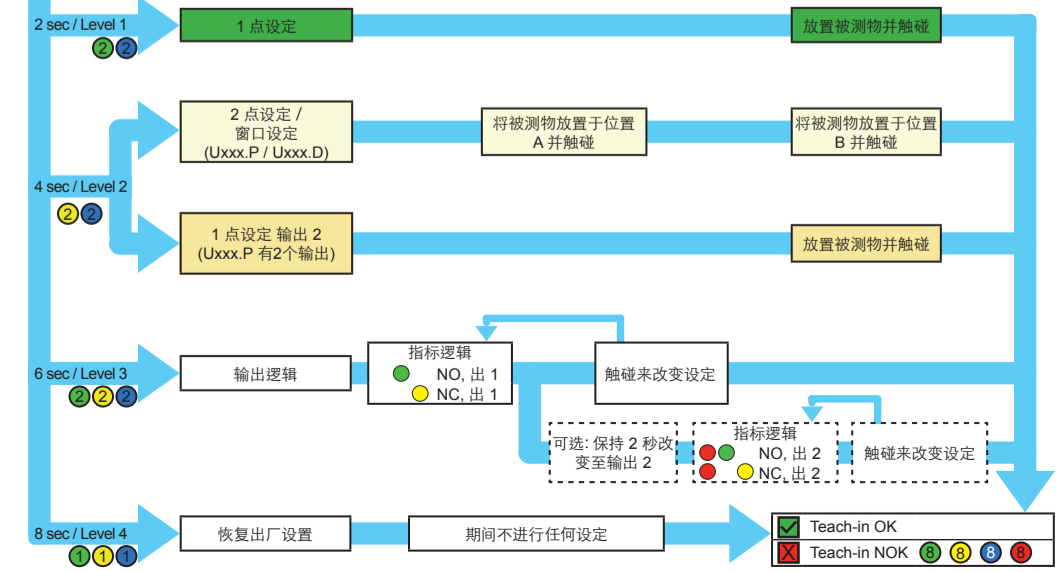 2 sec / Level 1
2 2
1 点设定
放置被测物并触碰
2 点设定 /
窗口设定
(Uxxx.P / Uxxx.D)
将被测物放置于位置
A 并触碰
将被测物放置于位置
B 并触碰
4 sec / Level 2
2 2
1 点设定 输出 2
(Uxxx.P 有2个输出)
放置被测物并触碰
6 sec / Level 3
2 2 2
输出逻辑
指标逻辑
NO, 出 1
NC, 出 1
触碰来改变设定
可选: 保持 2 秒改
变至输出 2
指标逻辑
NO, 出 2
NC, 出 2
触碰来改变设定
8 sec / Level 4
1 1 1
恢复出厂设置
期间不进行任何设定
Teach-in OK
X Teach-in NOK 8 8 8 8